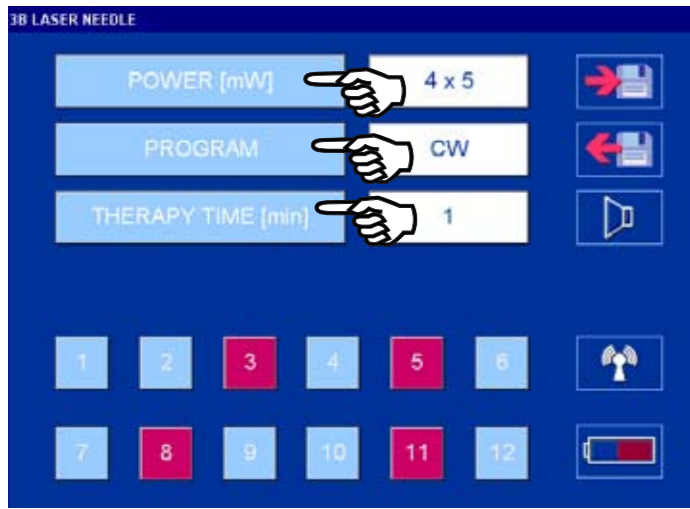 3B LASER NEEDLE
POWER [mW] 4 x 5
PROGRAM CW
THERAPY TIME [min] 1
1 2 3 4 5 6
7 8 9 10 11 12